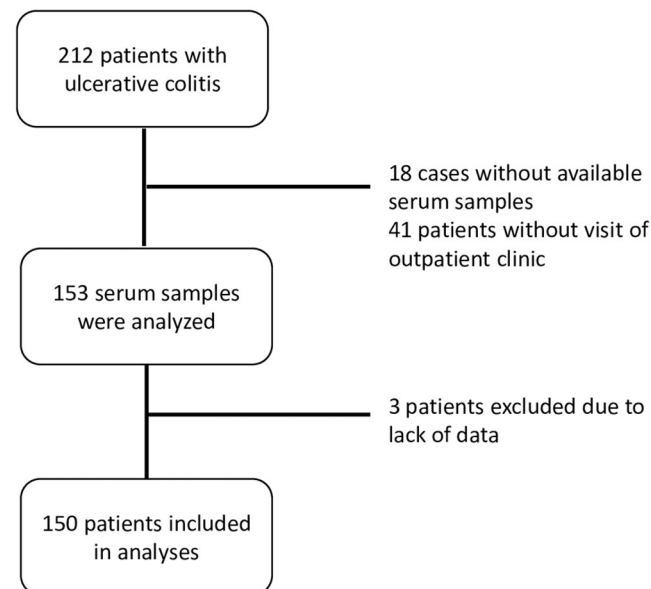 212 patients with
ulcerative colitis
18 cases without available
serum samples
41 patients without visit of
outpatient clinic
153 serum samples
were analyzed
3 patients excluded due to
lack of data
150 patients included
in analyses